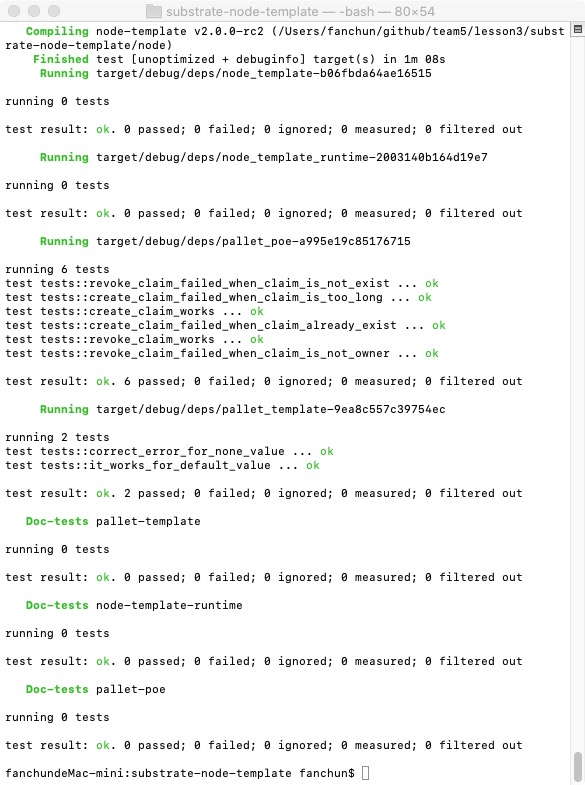 substrate-node-template — -bash — 80×54
Compiling node-template v2.0.0-rc2 (/Users/fanchun/github/team5/lesson3/subst
rate-node-template/node)
Finished test [unoptimized + debuginfo] target(s) in 1m 08s
Running target/debug/deps/node_template-b06fbda64ae16515
running 0 tests
test result: ok. 0 passed; 0 failed; 0 ignored; 0 measured; 0 filtered out
Running target/debug/deps/node_template_runtime-2003140b164d19e7
running 0 tests
test result: ok. 0 passed; 0 failed; 0 ignored; 0 measured; 0 filtered out
Running target/debug/deps/pallet_poe-a995e19c85176715
running 6 tests
test tests::revoke_claim_failed_when_claim_is_not_exist ... ok
test tests::create_claim_failed_when_claim_is_too_long ... ok
test tests::create_claim_works ... ok
test tests::create_claim_failed_when_claim_already_exist ... ok
test tests::revoke_claim_works ... ok
test tests::revoke_claim_failed_when_claim_is_not_owner ... ok
test result: ok. 6 passed; 0 failed; 0 ignored; 0 measured; 0 filtered out
Running target/debug/deps/pallet_template-9ea8c557c39754ec
running 2 tests
test tests::correct_error_for_none_value ... ok
test tests::it_works_for_default_value ... ok
test result: ok. 2 passed; 0 failed; 0 ignored; 0 measured; 0 filtered out
Doc-tests pallet-template
running 0 tests
test result: ok. 0 passed; 0 failed; 0 ignored; 0 measured; 0 filtered out
Doc-tests node-template-runtime
running 0 tests
test result: ok. 0 passed; 0 failed; 0 ignored; 0 measured; 0 filtered out
Doc-tests pallet-poe
running 0 tests
test result: ok. 0 passed; 0 failed; 0 ignored; 0 measured; 0 filtered out
fanchundeMac-mini:substrate-node-template fanchun$